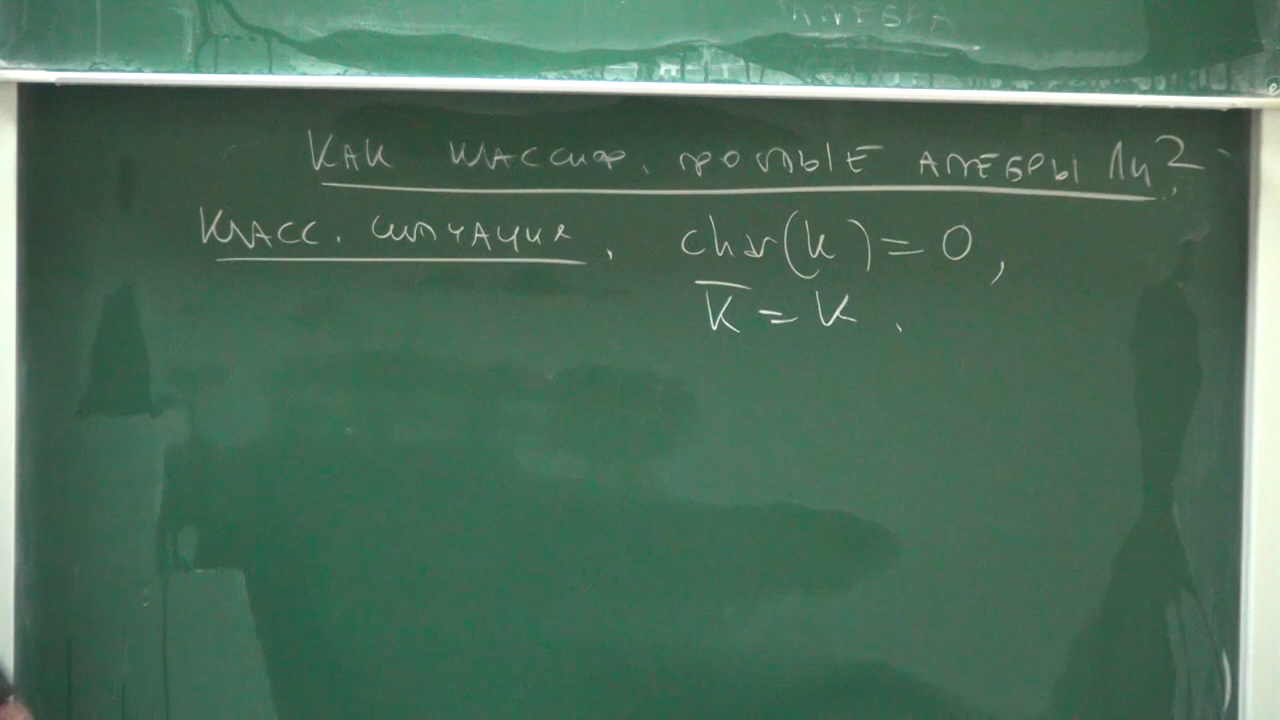 Как классиф. простые алгебры Ли?
Класс. ситуация, char(k) = 0,
k̅ = k.